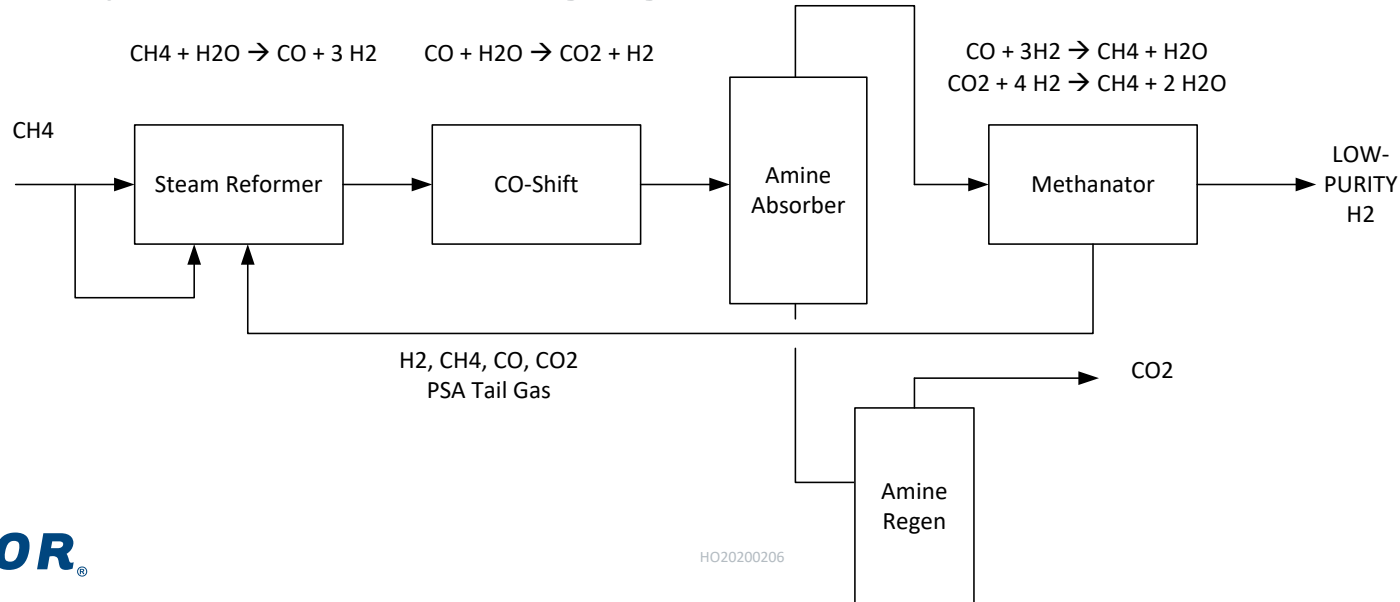 CH4 + H2O → CO + 3 H2
CO + H2O → CO2 + H2
CO + 3H2 → CH4 + H2O
CO2 + 4 H2 → CH4 + 2 H2O
CH4
Steam Reformer
CO-Shift
Amine
Absorber
Methanator
LOW-
PURITY
H2
H2, CH4, CO, CO2
PSA Tail Gas
CO2
Amine
Regen
OR®
HO20200206